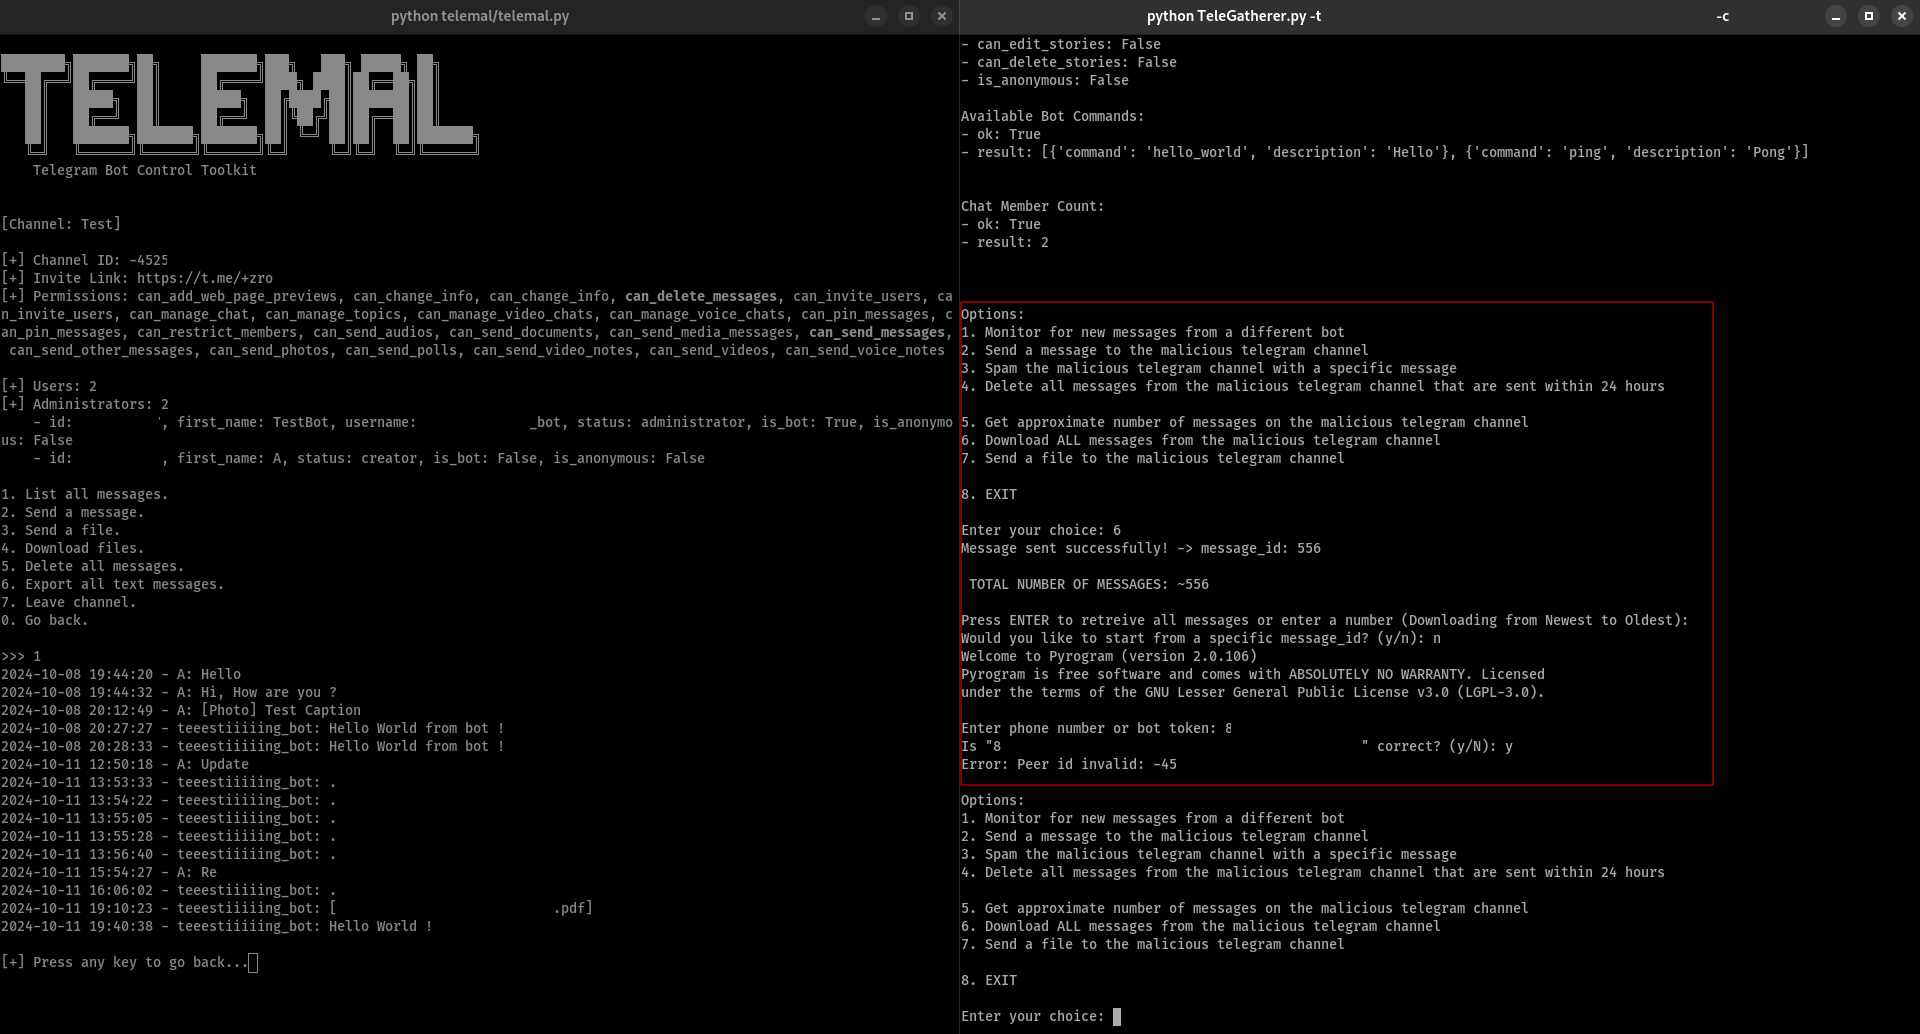 python telemal/telemal.py
TELEMAL
Telegram Bot Control Toolkit
[Channel: Test]
[+] Channel ID: -4525
[+] Invite Link: https://t.me/+zro
[+] Permissions: can_add_web_page_previews, can_change_info, can_change_info, can_delete_messages, can_invite_users, ca
n_invite_users, can_manage_chat, can_manage_topics, can_manage_video_chats, can_manage_voice_chats, can_pin_messages, c
an_pin_messages, can_restrict_members, can_send_audios, can_send_documents, can_send_media_messages, can_send_messages,
can_send_other_messages, can_send_photos, can_send_polls, can_send_video_notes, can_send_videos, can_send_voice_notes
[+] Users: 2
[+] Administrators: 2
- id: ', first_name: TestBot, username: _bot, status: administrator, is_bot: True, is_anonymo
us: False
- id: , first_name: A, status: creator, is_bot: False, is_anonymous: False
1. List all messages.
2. Send a message.
3. Send a file.
4. Download files.
5. Delete all messages.
6. Export all text messages.
7. Leave channel.
0. Go back.
>>> 1
2024-10-08 19:44:20 - A: Hello
2024-10-08 19:44:32 - A: Hi, How are you ?
2024-10-08 20:12:49 - A: [Photo] Test Caption
2024-10-08 20:27:27 - teeestiiiiing_bot: Hello World from bot !
2024-10-08 20:28:33 - teeestiiiiing_bot: Hello World from bot !
2024-10-11 12:50:18 - A: Update
2024-10-11 13:53:33 - teeestiiiiing_bot: .
2024-10-11 13:54:22 - teeestiiiiing_bot: .
2024-10-11 13:55:05 - teeestiiiiing_bot: .
2024-10-11 13:55:28 - teeestiiiiing_bot: .
2024-10-11 13:56:40 - teeestiiiiing_bot: .
2024-10-11 15:54:27 - A: Re
2024-10-11 16:06:02 - teeestiiiiing_bot: .
2024-10-11 19:10:23 - teeestiiiiing_bot: [ .pdf]
2024-10-11 19:40:38 - teeestiiiiing_bot: Hello World !
[+] Press any key to go back...
python TeleGatherer.py -t -c
- can_edit_stories: False
- can_delete_stories: False
- is_anonymous: False
Available Bot Commands:
- ok: True
- result: [{'command': 'hello_world', 'description': 'Hello'}, {'command': 'ping', 'description': 'Pong'}]
Chat Member Count:
- ok: True
- result: 2
Options:
1. Monitor for new messages from a different bot
2. Send a message to the malicious telegram channel
3. Spam the malicious telegram channel with a specific message
4. Delete all messages from the malicious telegram channel that are sent within 24 hours
5. Get approximate number of messages on the malicious telegram channel
6. Download ALL messages from the malicious telegram channel
7. Send a file to the malicious telegram channel
8. EXIT
Enter your choice: 6
Message sent successfully! -> message_id: 556
TOTAL NUMBER OF MESSAGES: ~556
Press ENTER to retreive all messages or enter a number (Downloading from Newest to Oldest):
Would you like to start from a specific message_id? (y/n): n
Welcome to Pyrogram (version 2.0.106)
Pyrogram is free software and comes with ABSOLUTELY NO WARRANTY. Licensed
under the terms of the GNU Lesser General Public License v3.0 (LGPL-3.0).
Enter phone number or bot token: 8
Is "8 " correct? (y/N): y
Error: Peer id invalid: -45
Options:
1. Monitor for new messages from a different bot
2. Send a message to the malicious telegram channel
3. Spam the malicious telegram channel with a specific message
4. Delete all messages from the malicious telegram channel that are sent within 24 hours
5. Get approximate number of messages on the malicious telegram channel
6. Download ALL messages from the malicious telegram channel
7. Send a file to the malicious telegram channel
8. EXIT
Enter your choice: